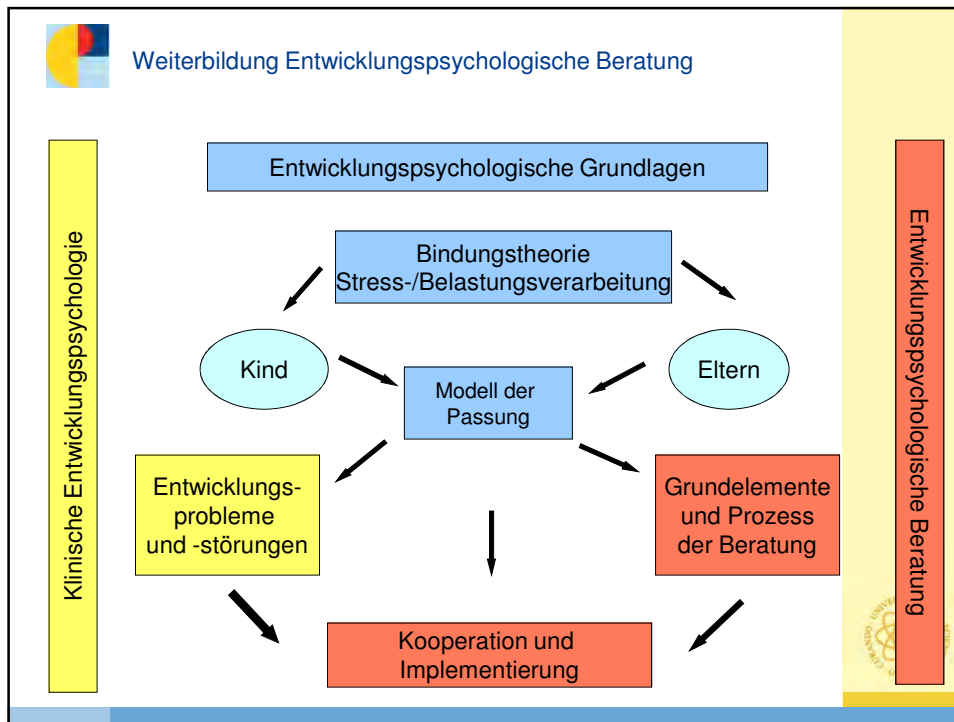 Weiterbildung Entwicklungspsychologische Beratung
Klinische Entwicklungspsychologie
Entwicklungspsychologische Grundlagen
Bindungstheorie
Stress-/Belastungsverarbeitung
Kind
Eltern
Modell der
Passung
Entwicklungs-
probleme
und -störungen
Grundelemente
und Prozess
der Beratung
Kooperation und
Implementierung
Entwicklungspsychologische Beratung